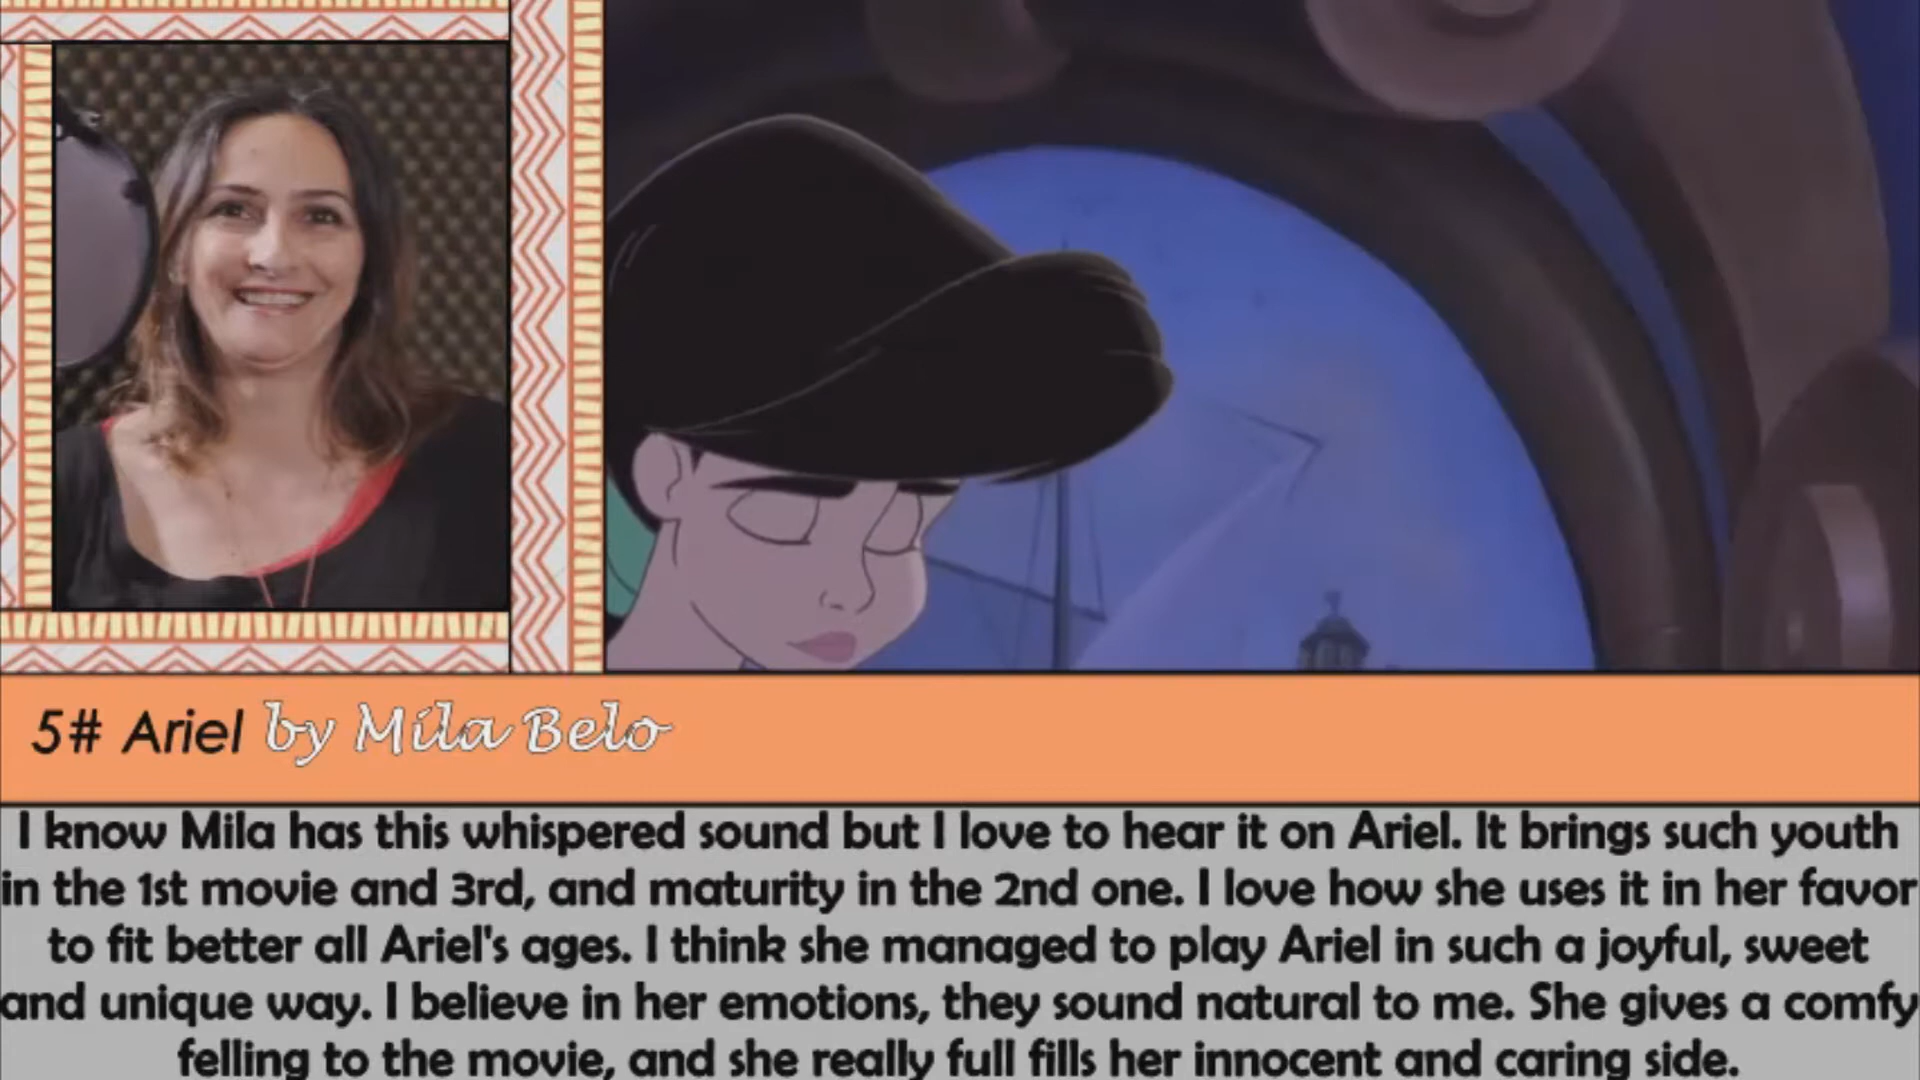 5# Ariel by Mila Belo
I know Mila has this whispered sound but I love to hear it on Ariel. It brings such youth
in the 1st movie and 3rd, and maturity in the 2nd one. I love how she uses it in her favor
to fit better all Ariel's ages. I think she managed to play Ariel in such a joyful, sweet
and unique way. I believe in her emotions, they sound natural to me. She gives a comfy
felling to the movie, and she really full fills her innocent and caring side.